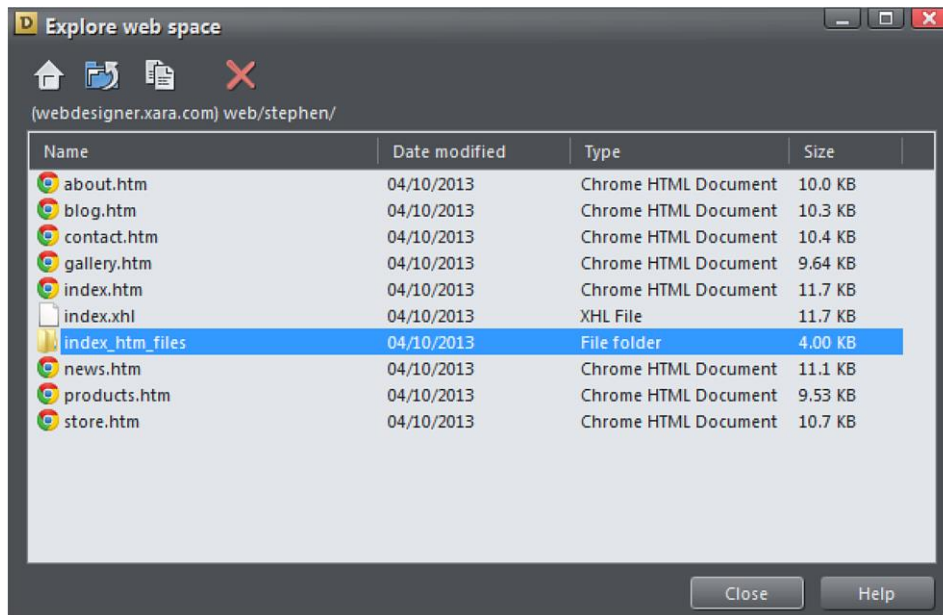 D Explore web space
(webdesigner.xara.com) web/stephen/
Name Date modified Type Size
about.htm 04/10/2013 Chrome HTML Document 10.0 KB
blog.htm 04/10/2013 Chrome HTML Document 10.3 KB
contact.htm 04/10/2013 Chrome HTML Document 10.4 KB
gallery.htm 04/10/2013 Chrome HTML Document 9.64 KB
index.htm 04/10/2013 Chrome HTML Document 11.7 KB
index.xhl 04/10/2013 XHL File 11.7 KB
index_htm_files 04/10/2013 File folder 4.00 KB
news.htm 04/10/2013 Chrome HTML Document 11.1 KB
products.htm 04/10/2013 Chrome HTML Document 9.53 KB
store.htm 04/10/2013 Chrome HTML Document 10.7 KB
Close Help